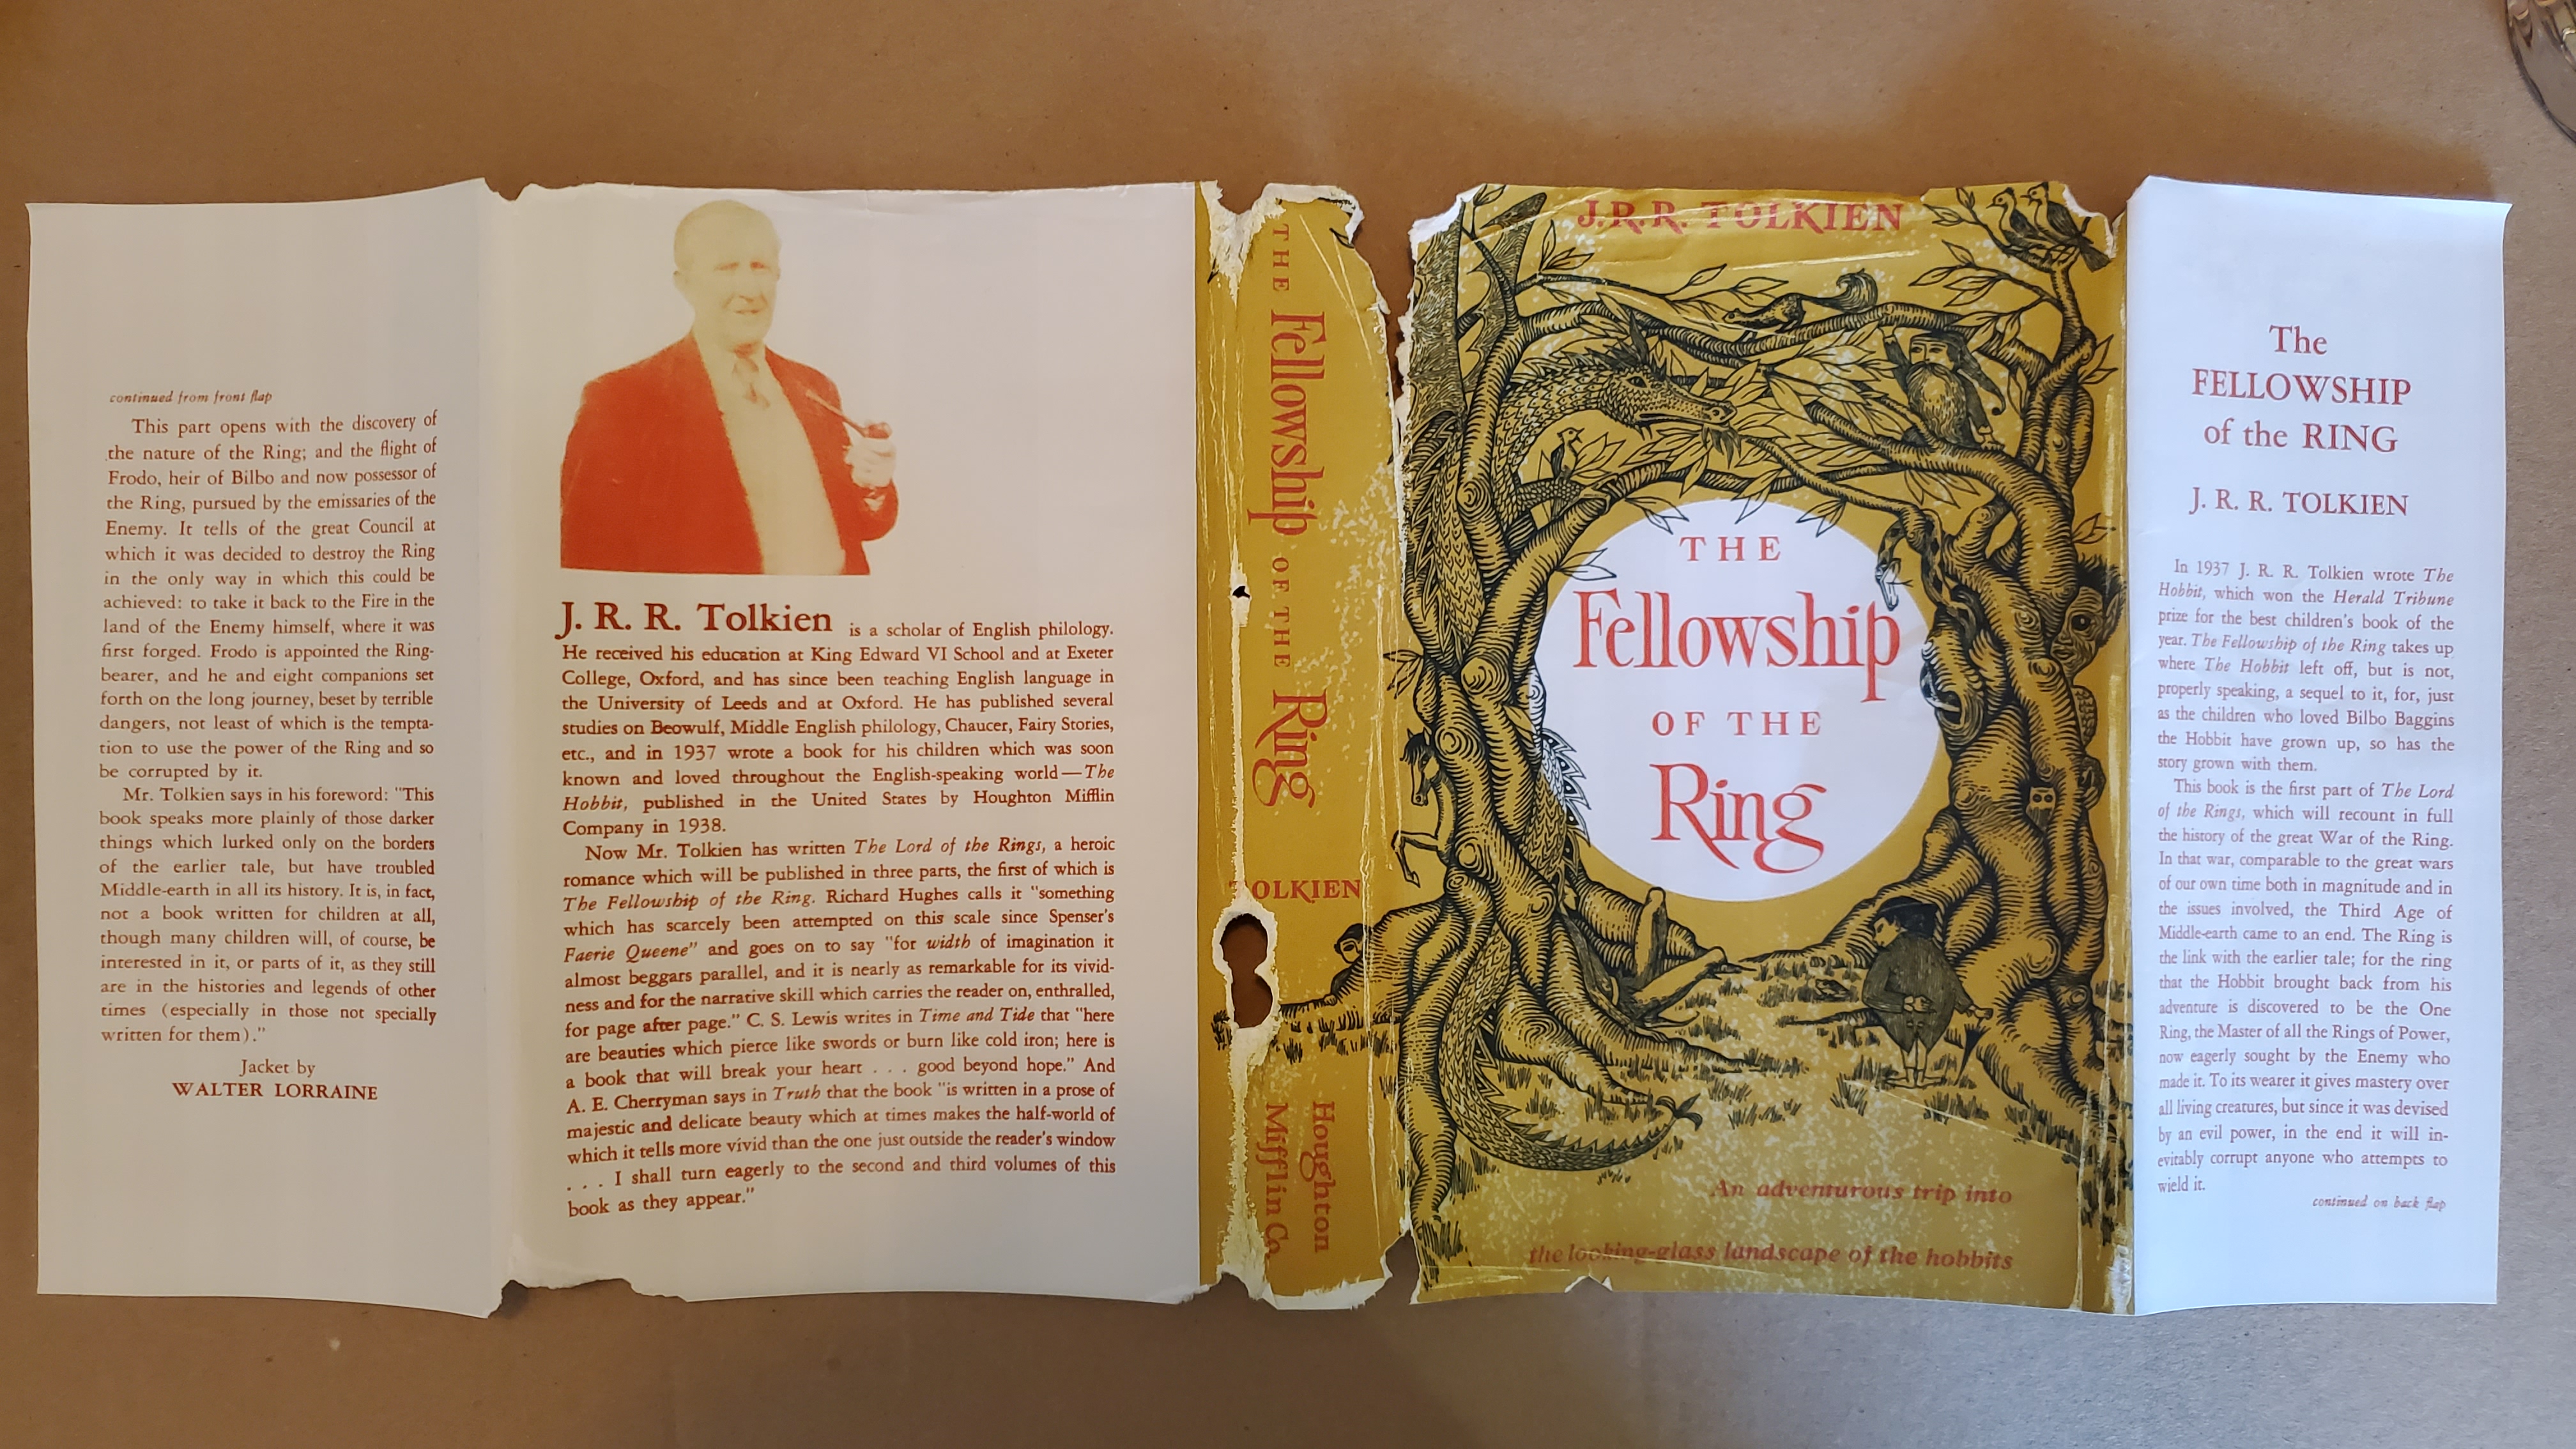 continued from front flap
This part opens with the discovery of
the nature of the Ring; and the flight of
Frodo, heir of Bilbo and now possessor of
the Ring, pursued by the emissaries of the
Enemy. It tells of the great Council at
which it was decided to destroy the Ring
in the only way in which this could be
achieved: to take it back to the Fire in the
land of the Enemy himself, where it was
first forged. Frodo is appointed the Ring-
bearer, and he and eight companions set
forth on the long journey, beset by terrible
dangers, not least of which is the tempta-
tion to use the power of the Ring and so
be corrupted by it.
Mr. Tolkien says in his foreword: "This
book speaks more plainly of those darker
things which lurked only on the borders
of the earlier tale, but have troubled
Middle-earth in all its history. It is, in fact,
not a book written for children at all,
though many children will, of course, be
interested in it, or parts of it, as they still
are in the histories and legends of other
times (especially in those not specially
written for them)."
Jacket by
WALTER LORRAINE
J. R. R. Tolkien is a scholar of English philology.
He received his education at King Edward VI School and at Exeter
College, Oxford, and has since been teaching English language in
the University of Leeds and at Oxford. He has published several
studies on Beowulf, Middle English philology, Chaucer, Fairy Stories,
etc., and in 1937 wrote a book for his children which was soon
known and loved throughout the English-speaking world—The
Hobbit, published in the United States by Houghton Mifflin
Company in 1938.
Now Mr. Tolkien has written The Lord of the Rings, a heroic
romance which will be published in three parts, the first of which is
The Fellowship of the Ring. Richard Hughes calls it "something
which has scarcely been attempted on this scale since Spenser's
Faerie Queene" and goes on to say "for width of imagination it
almost beggars parallel, and it is nearly as remarkable for its vivid-
ness and for the narrative skill which carries the reader on, enthralled,
for page after page." C. S. Lewis writes in Time and Tide that "here
are beauties which pierce like swords or burn like cold iron; here is
a book that will break your heart . . . good beyond hope." And
A. E. Cherryman says in Truth that the book "is written in a prose of
majestic and delicate beauty which at times makes the half-world of
which it tells more vivid than the one just outside the reader's window
. . . I shall turn eagerly to the second and third volumes of this
book as they appear."
THE Fellowship OF THE Ring
TOLKIEN
Houghton
Mifflin Co.
J.R.R. TOLKIEN
THE
Fellowship
OF THE
Ring
An adventurous trip into
the looking-glass landscape of the hobbits
The
FELLOWSHIP
of the RING
J. R. R. TOLKIEN
In 1937 J. R. R. Tolkien wrote The
Hobbit, which won the Herald Tribune
prize for the best children's book of the
year. The Fellowship of the Ring takes up
where The Hobbit left off, but is not,
properly speaking, a sequel to it, for, just
as the children who loved Bilbo Baggins
the Hobbit have grown up, so has the
story grown with them.
This book is the first part of The Lord
of the Rings, which will recount in full
the history of the great War of the Ring.
In that war, comparable to the great wars
of our own time both in magnitude and in
the issues involved, the Third Age of
Middle-earth came to an end. The Ring is
the link with the earlier tale; for the ring
that the Hobbit brought back from his
adventure is discovered to be the One
Ring, the Master of all the Rings of Power,
now eagerly sought by the Enemy who
made it. To its wearer it gives mastery over
all living creatures, but since it was devised
by an evil power, in the end it will in-
evitably corrupt anyone who attempts to
wield it.
continued on back flap